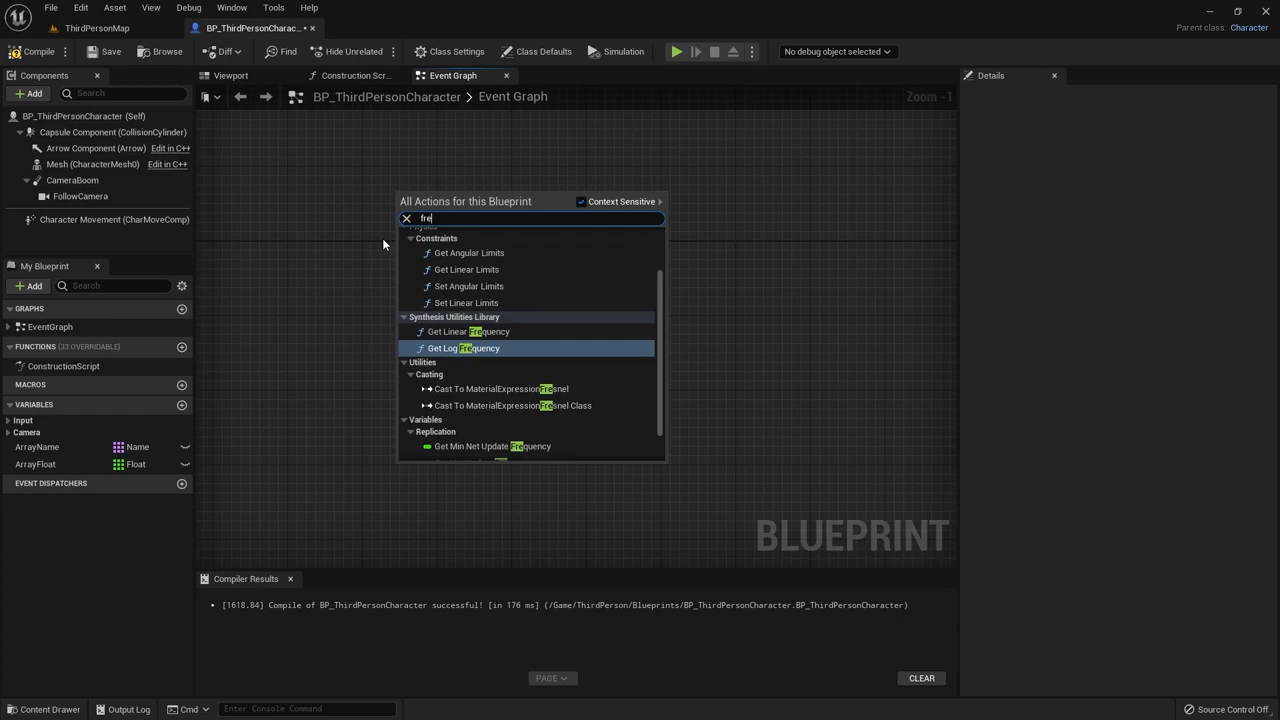 File Edit Asset View Debug Window Tools Help
ThirdPersonMap
BP_ThirdPersonCharac...•
Parent class: Character
Compile
Save
Browse
Diff
Find
Hide Unrelated
Class Settings
Class Defaults
Simulation
No debug object selected
Components
Viewport
Construction Scr...
Event Graph
Details
Add
Search
BP_ThirdPersonCharacter > Event Graph
Zoom -1
BP_ThirdPersonCharacter (Self)
Capsule Component (CollisionCylinder)
Arrow Component (Arrow) Edit in C++
Mesh (CharacterMesh0) Edit in C++
CameraBoom
FollowCamera
Character Movement (CharMoveComp)
My Blueprint
Add
Search
GRAPHS
EventGraph
FUNCTIONS (33 OVERRIDABLE)
ConstructionScript
MACROS
VARIABLES
Input
Camera
ArrayName Name
ArrayFloat Float
EVENT DISPATCHERS
All Actions for this Blueprint
Context Sensitive
fre
Physics
Constraints
Get Angular Limits
Get Linear Limits
Set Angular Limits
Set Linear Limits
Synthesis Utilities Library
Get Linear Frequency
Get Log Frequency
Utilities
Casting
Cast To MaterialExpressionFresnel
Cast To MaterialExpressionFresnel Class
Variables
Replication
Get Min Net Update Frequency
BLUEPRINT
Compiler Results
• [1618.84] Compile of BP_ThirdPersonCharacter successful! [in 176 ms] (/Game/ThirdPerson/Blueprints/BP_ThirdPersonCharacter.BP_ThirdPersonCharacter)
PAGE
CLEAR
Content Drawer
Output Log
Cmd
Enter Console Command
Source Control Off